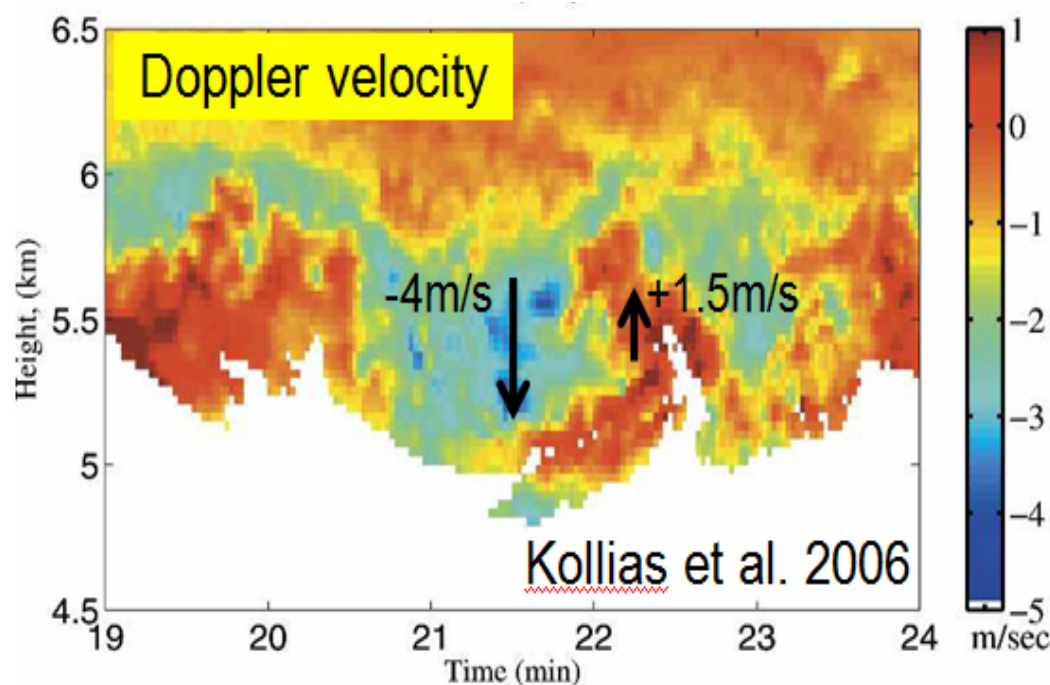 Doppler velocity
6.5
6
5.5
5
4.5
Height, (km)
-4m/s
+1.5m/s
Kollias et al. 2006
19 20 21 22 23 24
Time (min)
1
0
−1
−2
−3
−4
−5
m/sec